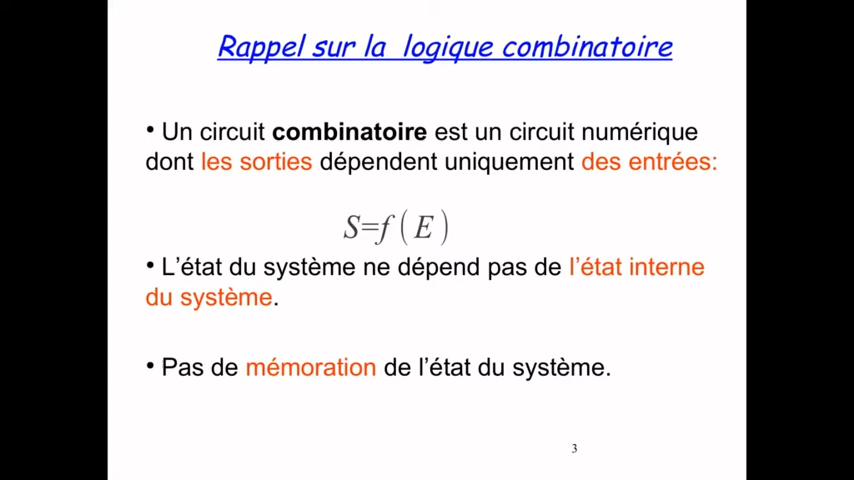 Rappel sur la logique combinatoire
• Un circuit combinatoire est un circuit numérique
dont les sorties dépendent uniquement des entrées:
S=f(E)
• L’état du système ne dépend pas de l’état interne
du système.
• Pas de mémoration de l’état du système.
3